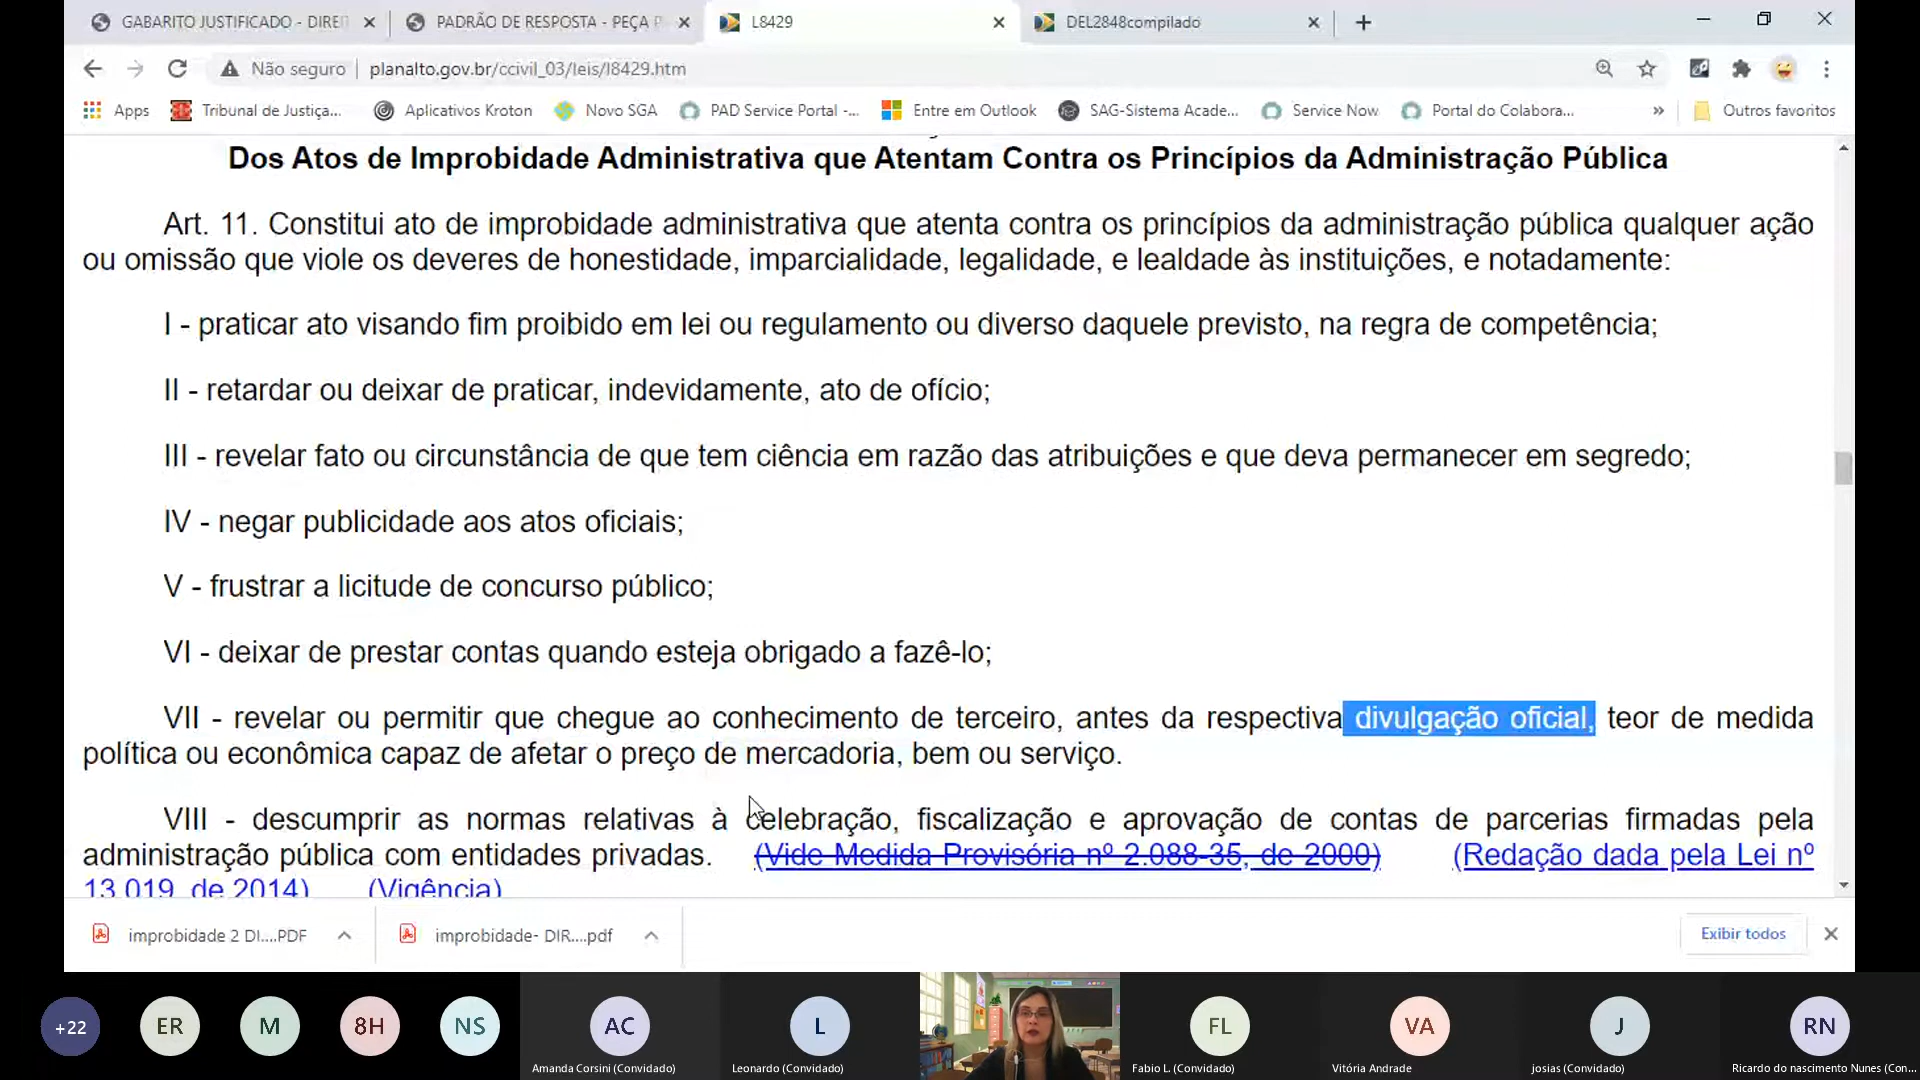 GABARITO JUSTIFICADO - DIREIT
PADRÃO DE RESPOSTA - PEÇA P
L8429
DEL2848compilado
Não seguro
planalto.gov.br/ccivil_03/leis/l8429.htm
Apps
Tribunal de Justiça...
Aplicativos Kroton
Novo SGA
PAD Service Portal -...
Entre em Outlook
SAG-Sistema Acade...
Service Now
Portal do Colabora...
»
Outros favoritos
Dos Atos de Improbidade Administrativa que Atentam Contra os Princípios da Administração Pública
Art. 11. Constitui ato de improbidade administrativa que atenta contra os princípios da administração pública qualquer ação
ou omissão que viole os deveres de honestidade, imparcialidade, legalidade, e lealdade às instituições, e notadamente:
I - praticar ato visando fim proibido em lei ou regulamento ou diverso daquele previsto, na regra de competência;
II - retardar ou deixar de praticar, indevidamente, ato de ofício;
III - revelar fato ou circunstância de que tem ciência em razão das atribuições e que deva permanecer em segredo;
IV - negar publicidade aos atos oficiais;
V - frustrar a licitude de concurso público;
VI - deixar de prestar contas quando esteja obrigado a fazê-lo;
VII - revelar ou permitir que chegue ao conhecimento de terceiro, antes da respectiva divulgação oficial, teor de medida
política ou econômica capaz de afetar o preço de mercadoria, bem ou serviço.
VIII - descumprir as normas relativas à celebração, fiscalização e aprovação de contas de parcerias firmadas pela
administração pública com entidades privadas. (Vide Medida Provisória nº 2.088-35, de 2000) (Redação dada pela Lei nº
13.019, de 2014) (Vigência)
improbidade 2 DI....PDF
improbidade- DIR....pdf
Exibir todos
+22
ER
M
8H
NS
AC
L
FL
VA
J
RN
Amanda Corsini (Convidado)
Leonardo (Convidado)
Fabio L. (Convidado)
Vitória Andrade
josias (Convidado)
Ricardo do nascimento Nunes (Con...